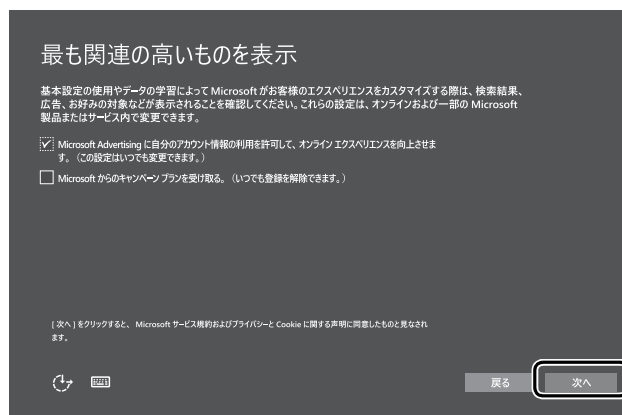 最も関連の高いものを表示
基本設定の使用やデータの学習によって Microsoft がお客様のエクスペリエンスをカスタマイズする際は、検索結果、
広告、お好みの対象などが表示されることを確認してください。これらの設定は、オンラインおよび一部の Microsoft
製品またはサービス内で変更できます。
Microsoft Advertising に自分のアカウント情報の利用を許可して、オンライン エクスペリエンスを向上させま
す。（この設定はいつでも変更できます。）
Microsoft からのキャンペーン プランを受け取る。（いつでも登録を解除できます。）
[ 次へ ] をクリックすると、Microsoft サービス規約およびプライバシーと Cookie に関する声明に同意したものと見なされ
ます。
戻る 次へ